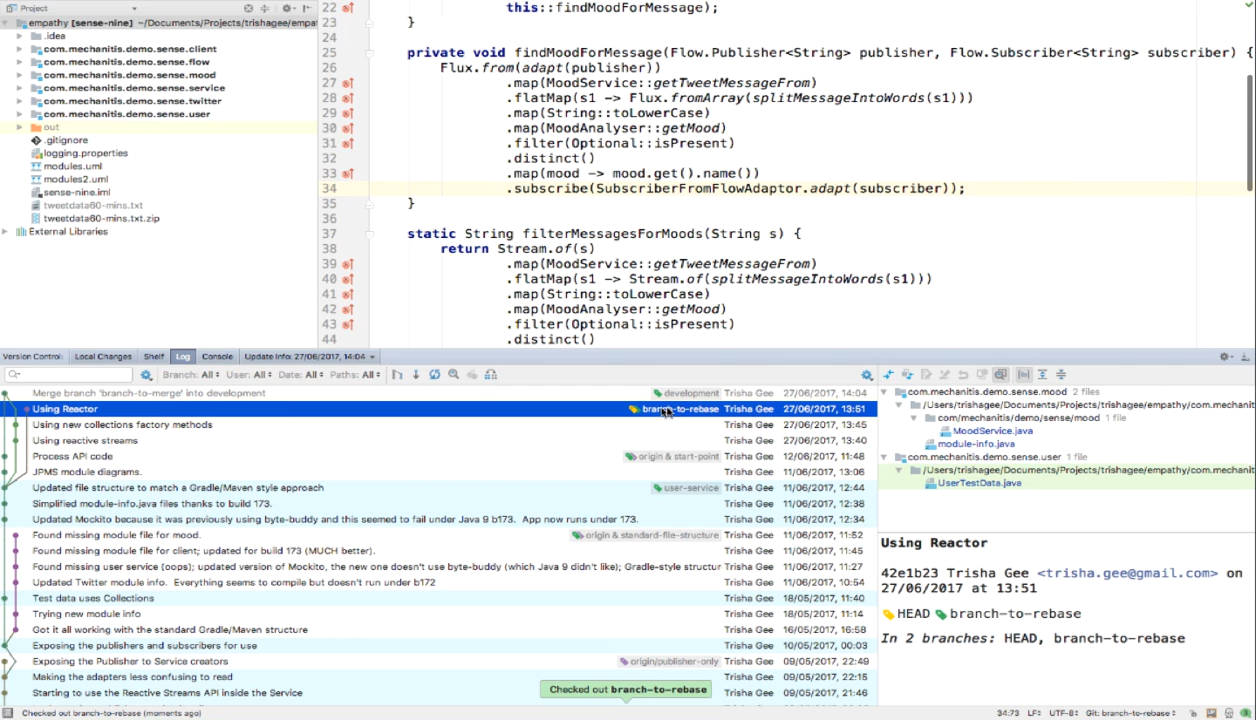 Project
empathy [sense-nine] ~/Documents/Projects/trishagee/empat
.idea
com.mechanitis.demo.sense.client
com.mechanitis.demo.sense.flow
com.mechanitis.demo.sense.mood
com.mechanitis.demo.sense.service
com.mechanitis.demo.sense.twitter
com.mechanitis.demo.sense.user
out
.gitignore
logging.properties
modules.uml
modules2.uml
sense-nine.iml
tweetdata60-mins.txt
tweetdata60-mins.txt.zip
External Libraries
22 this::findMoodForMessage);
23 }
24
25 private void findMoodForMessage(Flow.Publisher<String> publisher, Flow.Subscriber<String> subscriber) {
26 Flux.from(adapt(publisher))
27 .map(MoodService::getTweetMessageFrom)
28 .flatMap(s1 -> Flux.fromArray(splitMessageIntoWords(s1)))
29 .map(String::toLowerCase)
30 .map(MoodAnalyser::getMood)
31 .filter(Optional::isPresent)
32 .distinct()
33 .map(mood -> mood.get().name())
34 .subscribe(SubscriberFromFlowAdaptor.adapt(subscriber));
35 }
36
37 static String filterMessagesForMoods(String s) {
38 return Stream.of(s)
39 .map(MoodService::getTweetMessageFrom)
40 .flatMap(s1 -> Stream.of(splitMessageIntoWords(s1)))
41 .map(String::toLowerCase)
42 .map(MoodAnalyser::getMood)
43 .filter(Optional::isPresent)
44 .distinct()
Version Control: Local Changes Shelf Log Console Update Info: 27/06/2017, 14:04
Branch: All User: All Date: All Paths: All
Merge branch 'branch-to-merge' into development development Trisha Gee 27/06/2017, 14:04
Using Reactor branch-to-rebase Trisha Gee 27/06/2017, 13:51
Using new collections factory methods Trisha Gee 27/06/2017, 13:45
Using reactive streams Trisha Gee 27/06/2017, 13:40
Process API code origin & start-point Trisha Gee 12/06/2017, 11:48
JPMS module diagrams. Trisha Gee 11/06/2017, 13:06
Updated file structure to match a Gradle/Maven style approach user-service Trisha Gee 11/06/2017, 12:44
Simplified module-info.java files thanks to build 173. Trisha Gee 11/06/2017, 12:38
Updated Mockito because it was previously using byte-buddy and this seemed to fail under Java 9 b173. App now runs under 173. Trisha Gee 11/06/2017, 12:34
Found missing module file for mood. origin & standard-file-structure Trisha Gee 11/06/2017, 11:52
Found missing module file for client; updated for build 173 (MUCH better). Trisha Gee 11/06/2017, 11:45
Found missing user service (oops); updated version of Mockito, the new one doesn't use byte-buddy (which Java 9 didn't like); Gradle-style structur Trisha Gee 11/06/2017, 11:27
Updated Twitter module info. Everything seems to compile but doesn't run under b172 Trisha Gee 11/06/2017, 10:54
Test data uses Collections Trisha Gee 18/05/2017, 11:40
Trying new module info Trisha Gee 18/05/2017, 11:14
Got it all working with the standard Gradle/Maven structure Trisha Gee 16/05/2017, 16:58
Exposing the publishers and subscribers for use Trisha Gee 10/05/2017, 00:03
Exposing the Publisher to Service creators origin/publisher-only Trisha Gee 09/05/2017, 22:49
Making the adapters less confusing to read Trisha Gee 09/05/2017, 22:15
Starting to use the Reactive Streams API inside the Service Trisha Gee 09/05/2017, 21:46
Checked out branch-to-rebase
com.mechanitis.demo.sense.mood 2 files
/Users/trishagee/Documents/Projects/trishagee/empathy/com.mechanit
com/mechanitis/demo/sense/mood 1 file
MoodService.java
module-info.java
com.mechanitis.demo.sense.user 1 file
/Users/trishagee/Documents/Projects/trishagee/empathy/com.mechanit
UserTestData.java
Using Reactor
42e1b23 Trisha Gee <trisha.gee@gmail.com> on
27/06/2017 at 13:51
HEAD branch-to-rebase
In 2 branches: HEAD, branch-to-rebase
Checked out branch-to-rebase (moments ago) 34:73 LF÷ UTF-8÷ Git: branch-to-rebase÷